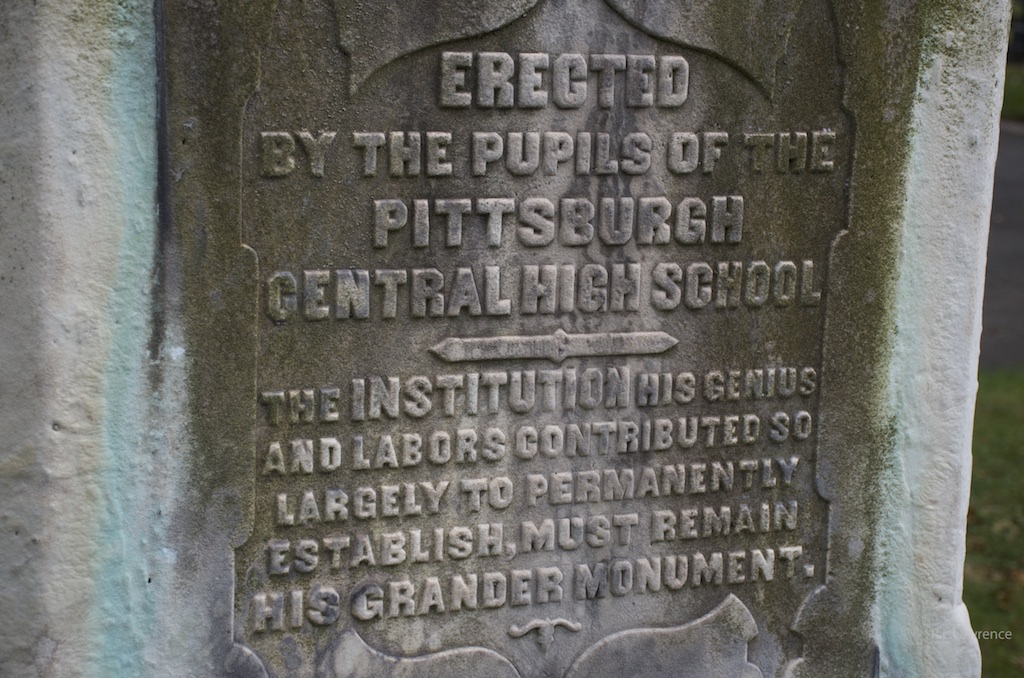 ERECTED
BY THE PUPILS OF THE
PITTSBURGH
CENTRAL HIGH SCHOOL
THE INSTITUTION HIS GENIUS
AND LABORS CONTRIBUTED SO
LARGELY TO PERMANENTLY
ESTABLISH, MUST REMAIN
HIS GRANDER MONUMENT.